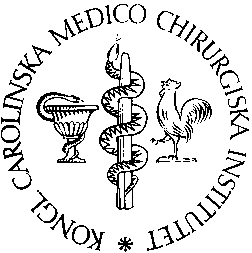 KONGL. CAROLINSKA MEDICO CHIRURGISKA INSTITUTET *